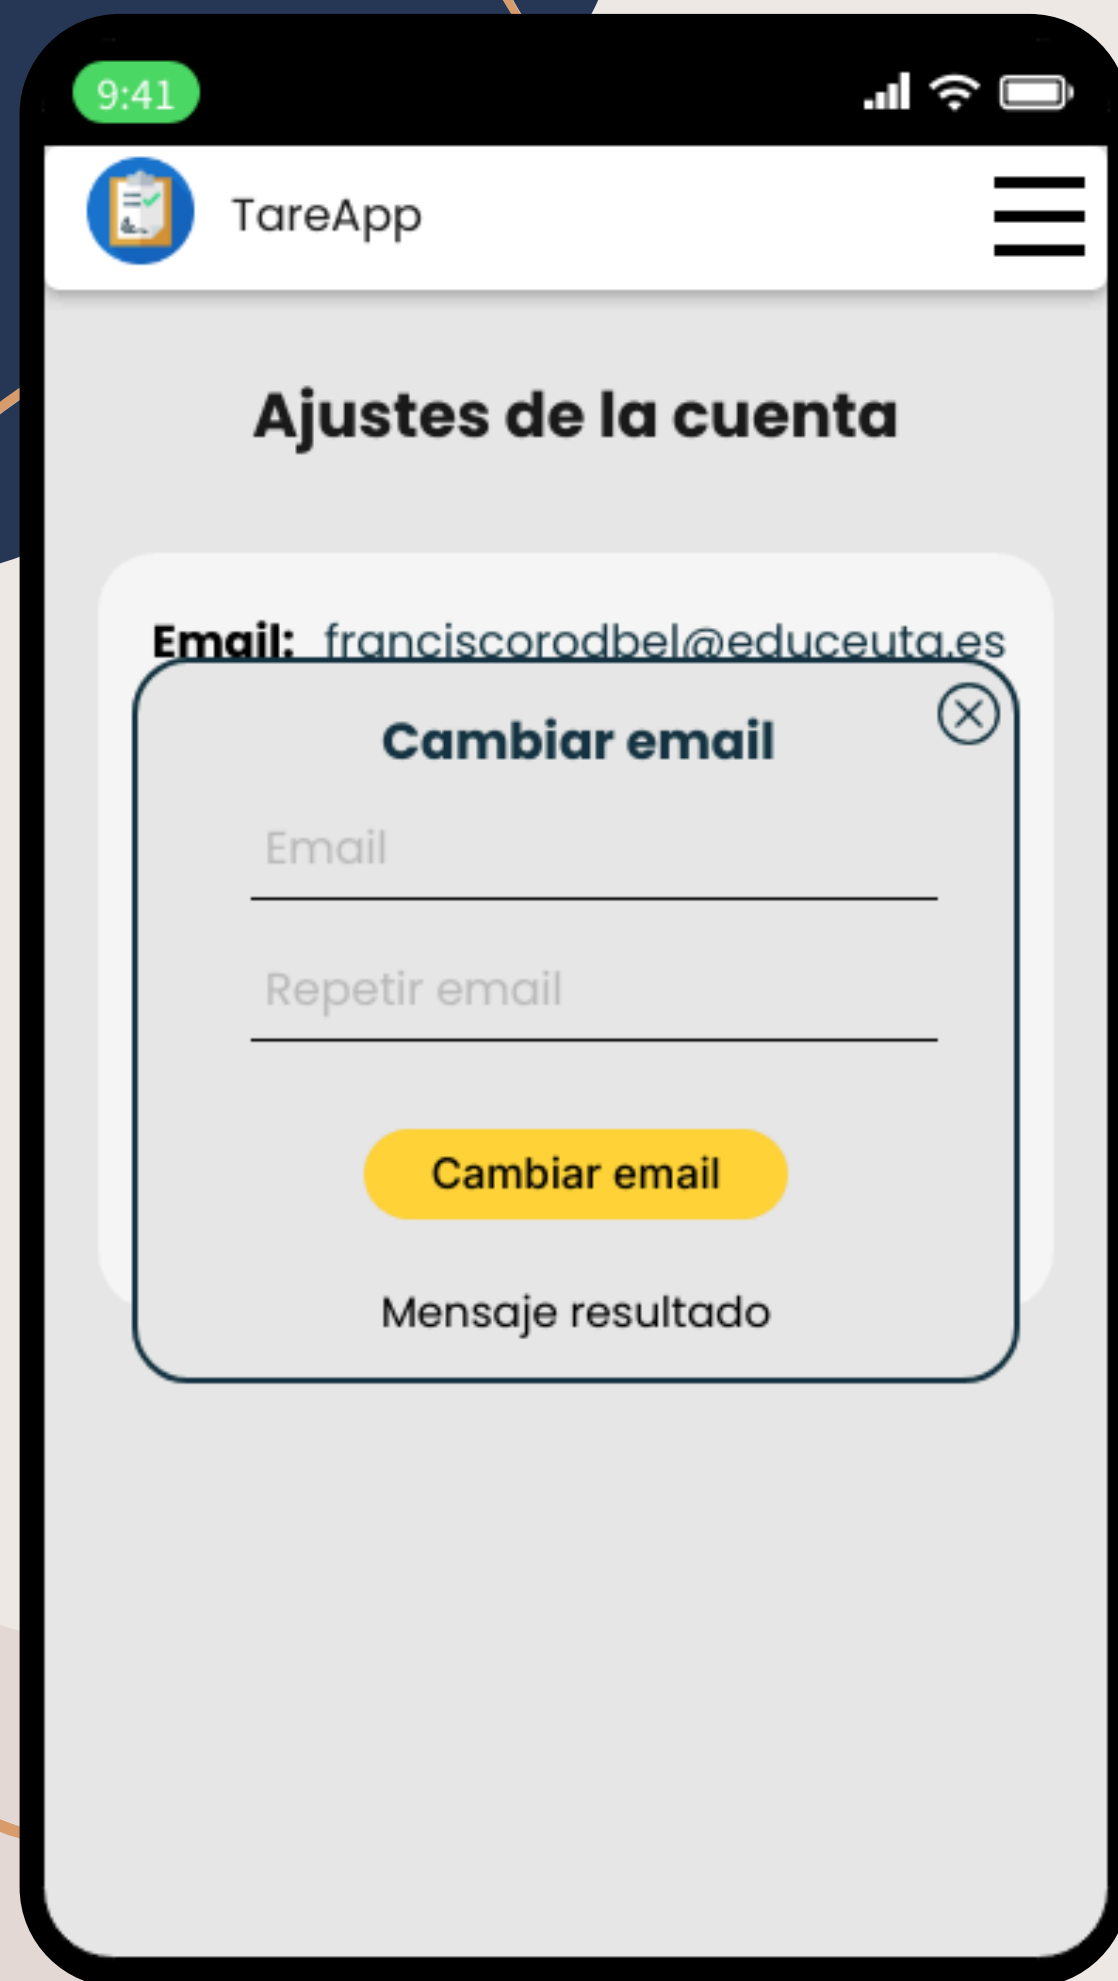 9:41
TareApp
Ajustes de la cuenta
Email: franciscorodbel@educeuta.es
Cambiar email
Email
Repetir email
Cambiar email
Mensaje resultado